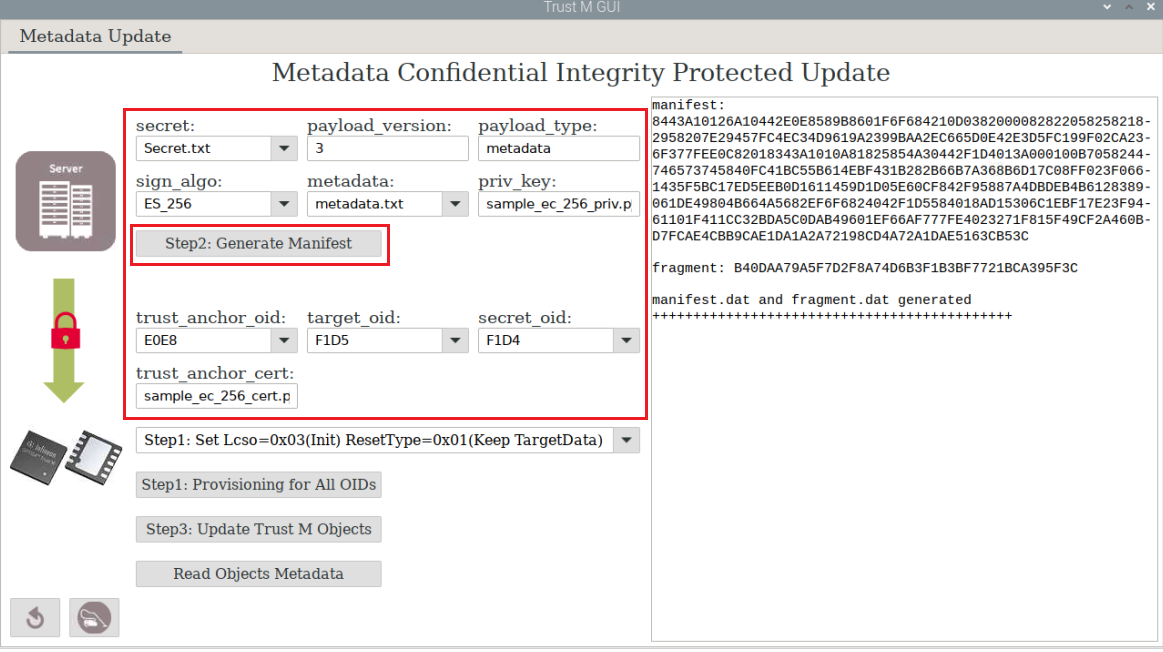 Trust M GUI
Metadata Update
Metadata Confidential Integrity Protected Update
Server
secret:
payload_version:
payload_type:
Secret.txt
3
metadata
sign_algo:
metadata:
priv_key:
ES_256
metadata.txt
sample_ec_256_priv.p
Step2: Generate Manifest
trust_anchor_oid:
target_oid:
secret_oid:
E0E8
F1D5
F1D4
trust_anchor_cert:
sample_ec_256_cert.p
Step1: Set Lcso=0x03(Init) ResetType=0x01(Keep TargetData)
Step1: Provisioning for All OIDs
Step3: Update Trust M Objects
Read Objects Metadata
manifest:
8443A10126A10442E0E8589B8601F6F684210D0382000082822058258218-
2958207E29457FC4EC34D9619A2399BAA2EC665D0E42E3D5FC199F02CA23-
6F377FEE0C82018343A1010A81825854A30442F1D4013A000100B7058244-
746573745840FC41BC55B614EBF431B282B66B7A368B6D17C08FF023F066-
1435F5BC17ED5EEB0D1611459D1D05E60CF842F95887A4DBDEB4B6128389-
061DE49804B664A5682EF6F6824042F1D5584018AD15306C1EBF17E23F94-
61101F411CC32BDA5C0DAB49601EF66AF777FE4023271F815F49CF2A460B-
D7FCAE4CBB9CAE1DA1A2A72198CD4A72A1DAE5163CB53C
fragment: B40DAA79A5F7D2F8A74D6B3F1B3BF7721BCA395F3C
manifest.dat and fragment.dat generated
++++++++++++++++++++++++++++++++++++++++++++